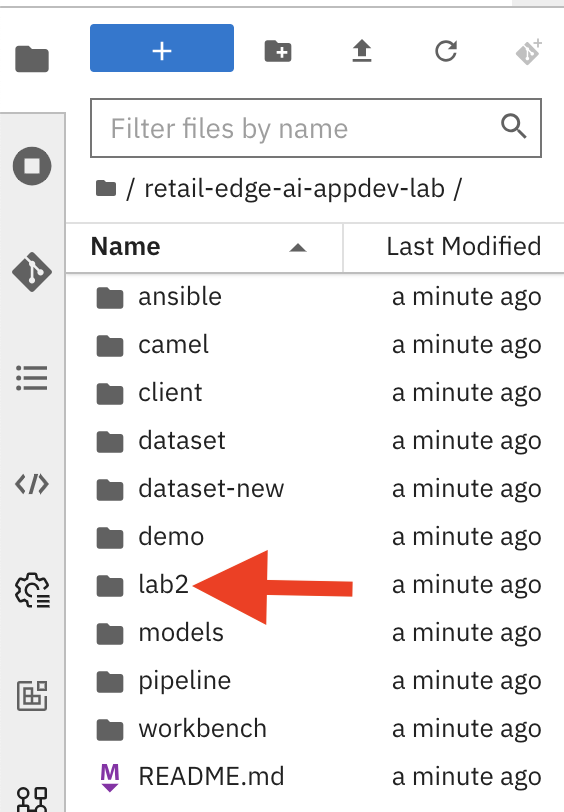 Filter files by name
/ retail-edge-ai-appdev-lab /
Name Last Modified
ansible a minute ago
camel a minute ago
client a minute ago
dataset a minute ago
dataset-new a minute ago
demo a minute ago
lab2 a minute ago
models a minute ago
pipeline a minute ago
workbench a minute ago
README.md a minute ago